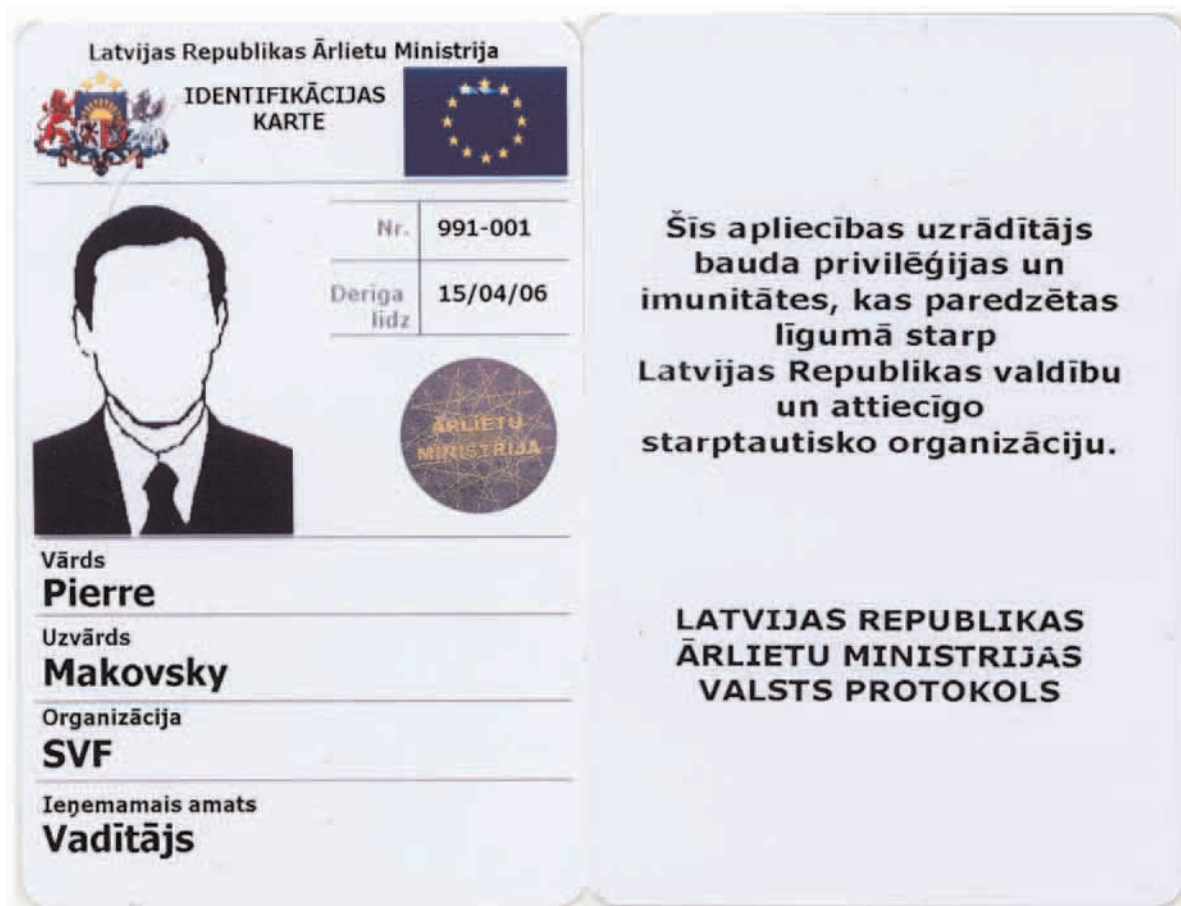 Latvijas Republikas Ārlietu Ministrija
IDENTIFIKĀCIJAS
KARTE
Nr. 991-001
Derīga 15/04/06
līdz
ĀRLIETU
MINISTRIJA
Vārds
Pierre
Uzvārds
Makovsky
Organizācija
SVF
Ieņemamais amats
Vadītājs
Šīs apliecības uzrādītājs
bauda privilēģijas un
imunitātes, kas paredzētas
līgumā starp
Latvijas Republikas valdību
un attiecīgo
starptautisko organizāciju.
LATVIJAS REPUBLIKAS
ĀRLIETU MINISTRIJAS
VALSTS PROTOKOLS